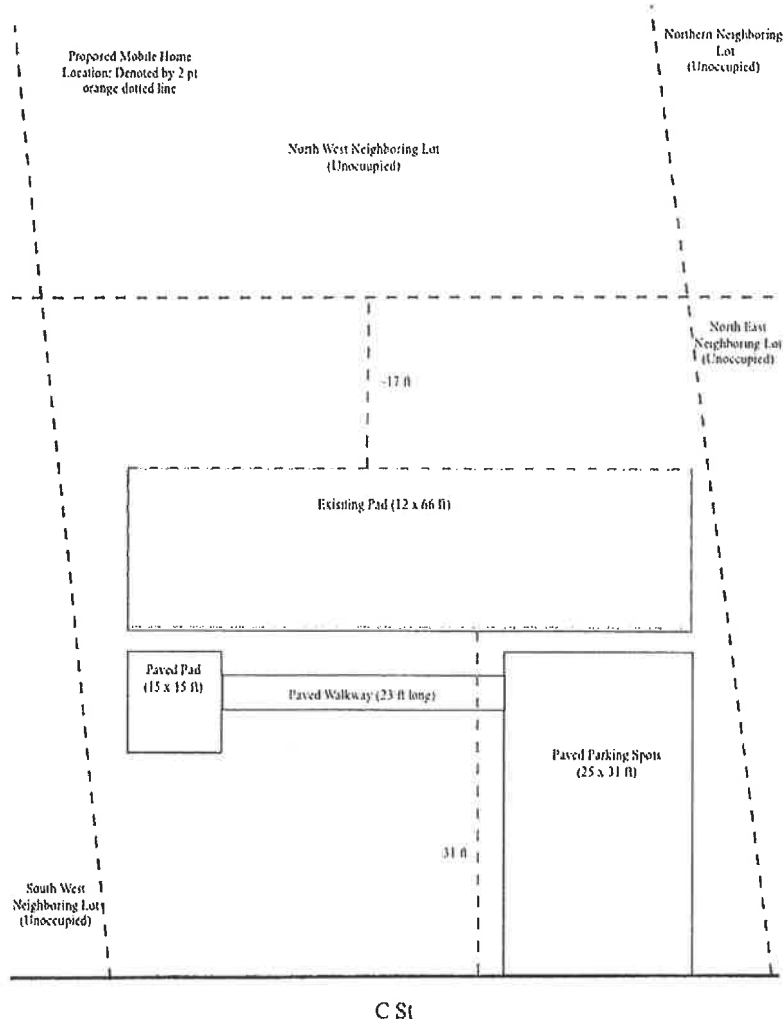 Proposed Mobile Home
Location: Denoted by 2 pt
orange dotted line
Northern Neighboring
Lot
(Unoccupied)
North West Neighboring Lot
(Unocuupied)
North East
Neighboring Lot
(Unoccupied)
~17 ft
Exisiting Pad (12 x 66 ft)
Paved Pad
(15 x 15 ft)
Paved Walkway (23 ft long)
Paved Parking Spots
(25 x 31 ft)
31 ft
South West
Neighboring Lot
(Unoccupied)
C St